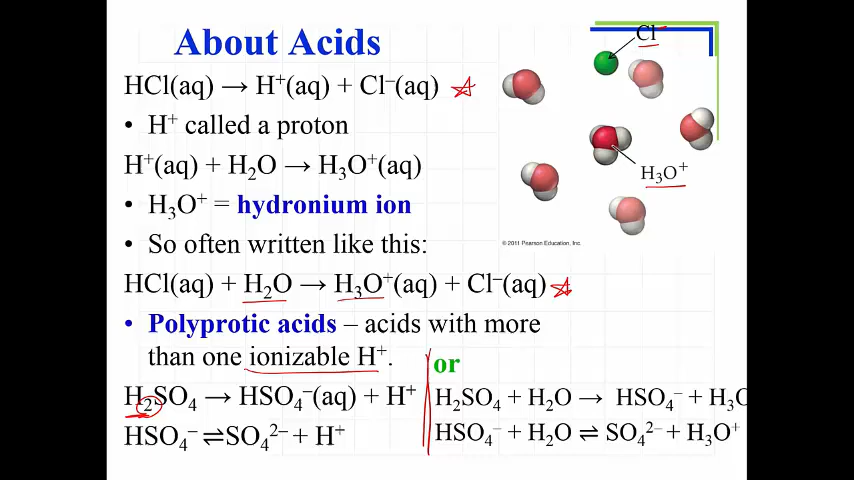 About Acids
HCl(aq) → H⁺(aq) + Cl⁻(aq)
• H⁺ called a proton
H⁺(aq) + H₂O → H₃O⁺(aq)
• H₃O⁺ = hydronium ion
• So often written like this:
HCl(aq) + H₂O → H₃O⁺(aq) + Cl⁻(aq)
• Polyprotic acids – acids with more
than one ionizable H⁺.
H₂SO₄ → HSO₄⁻(aq) + H⁺
HSO₄⁻ ⇌ SO₄²⁻ + H⁺
or
H₂SO₄ + H₂O → HSO₄⁻ + H₃O
HSO₄⁻ + H₂O ⇌ SO₄²⁻ + H₃O⁺
Cl⁻
H₃O⁺
© 2011 Pearson Education, Inc.